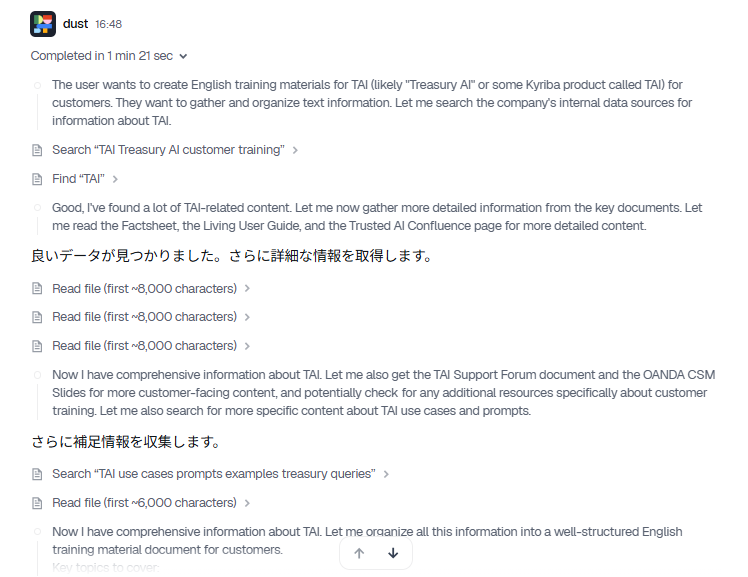 dust 16:48
Completed in 1 min 21 sec
The user wants to create English training materials for TAI (likely "Treasury AI" or some Kyriba product called TAI) for
customers. They want to gather and organize text information. Let me search the company's internal data sources for
information about TAI.
Search “TAI Treasury AI customer training”
Find “TAI”
Good, I've found a lot of TAI-related content. Let me now gather more detailed information from the key documents. Let
me read the Factsheet, the Living User Guide, and the Trusted AI Confluence page for more detailed content.
良いデータが見つかりました。さらに詳細な情報を取得します。
Read file (first ~8,000 characters)
Read file (first ~8,000 characters)
Read file (first ~8,000 characters)
Now I have comprehensive information about TAI. Let me also get the TAI Support Forum document and the OANDA CSM
Slides for more customer-facing content, and potentially check for any additional resources specifically about customer
training. Let me also search for more specific content about TAI use cases and prompts.
さらに補足情報を収集します。
Search “TAI use cases prompts examples treasury queries”
Read file (first ~6,000 characters)
Now I have comprehensive information about TAI. Let me organize all this information into a well-structured English
training material document for customers.
Key topics to cover: